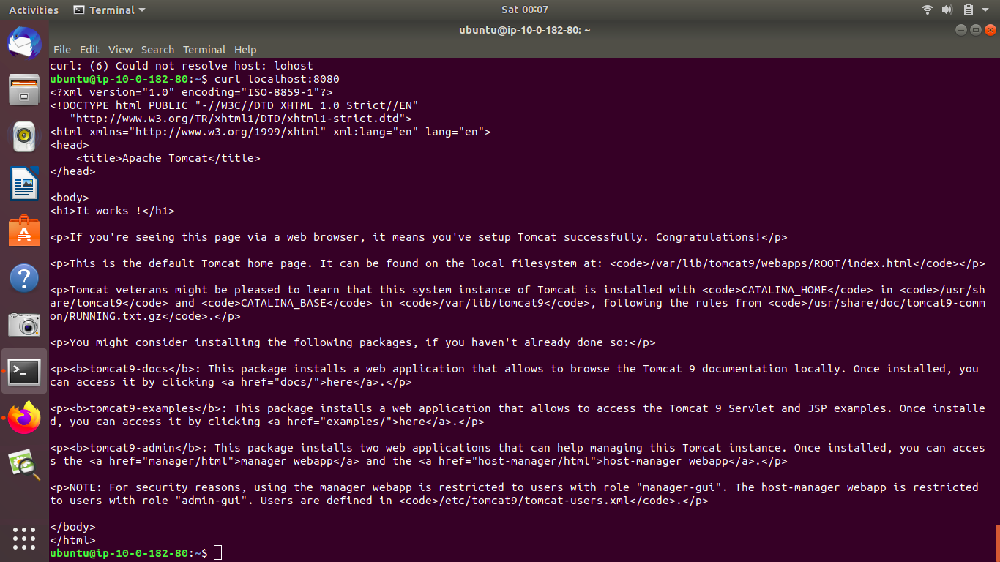 Activities Terminal Sat 00:07
ubuntu@ip-10-0-182-80: ~
File Edit View Search Terminal Help
curl: (6) Could not resolve host: lohost
ubuntu@ip-10-0-182-80:~$ curl localhost:8080
<?xml version="1.0" encoding="ISO-8859-1"?>
<!DOCTYPE html PUBLIC "-//W3C//DTD XHTML 1.0 Strict//EN"
   "http://www.w3.org/TR/xhtml1/DTD/xhtml1-strict.dtd">
<html xmlns="http://www.w3.org/1999/xhtml" xml:lang="en" lang="en">
<head>
    <title>Apache Tomcat</title>
</head>

<body>
<h1>It works !</h1>

<p>If you're seeing this page via a web browser, it means you've setup Tomcat successfully. Congratulations!</p>

<p>This is the default Tomcat home page. It can be found on the local filesystem at: <code>/var/lib/tomcat9/webapps/ROOT/index.html</code></p>

<p>Tomcat veterans might be pleased to learn that this system instance of Tomcat is installed with <code>CATALINA_HOME</code> in <code>/usr/sh
are/tomcat9</code> and <code>CATALINA_BASE</code> in <code>/var/lib/tomcat9</code>, following the rules from <code>/usr/share/doc/tomcat9-comm
on/RUNNING.txt.gz</code>.</p>

<p>You might consider installing the following packages, if you haven't already done so:</p>

<p><b>tomcat9-docs</b>: This package installs a web application that allows to browse the Tomcat 9 documentation locally. Once installed, you
can access it by clicking <a href="docs/">here</a>.</p>

<p><b>tomcat9-examples</b>: This package installs a web application that allows to access the Tomcat 9 Servlet and JSP examples. Once installe
d, you can access it by clicking <a href="examples/">here</a>.</p>

<p><b>tomcat9-admin</b>: This package installs two web applications that can help managing this Tomcat instance. Once installed, you can acces
s the <a href="manager/html">manager webapp</a> and the <a href="host-manager/html">host-manager webapp</a>.</p>

<p>NOTE: For security reasons, using the manager webapp is restricted to users with role "manager-gui". The host-manager webapp is restricted
to users with role "admin-gui". Users are defined in <code>/etc/tomcat9/tomcat-users.xml</code>.</p>

</body>
</html>
ubuntu@ip-10-0-182-80:~$